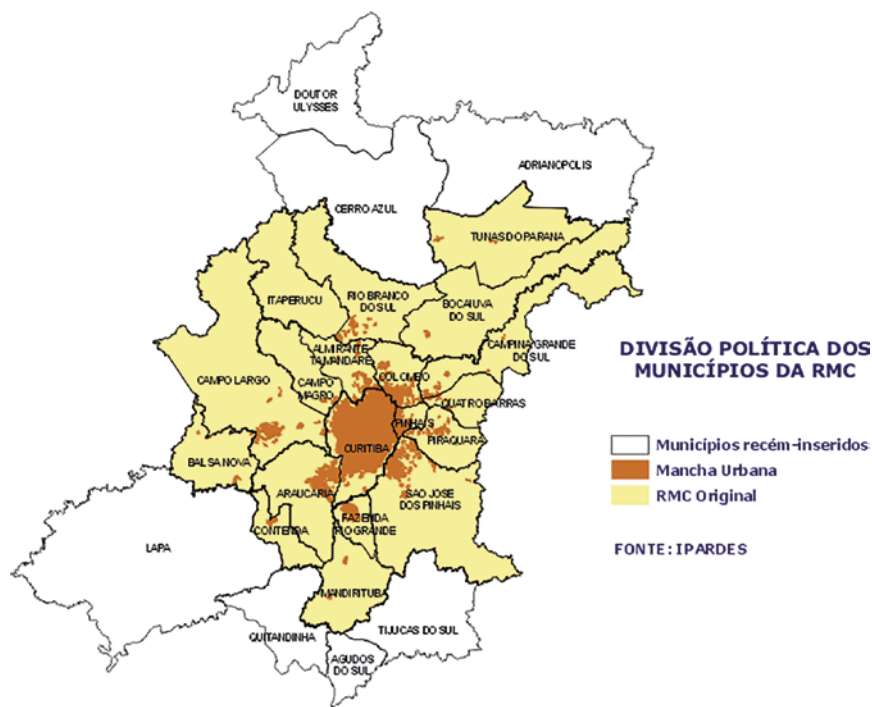 DOUTOR
ULYSSES
ADRIANOPOLIS
CERRO AZUL
TUNAS DO PARANA
ITAPERUCU
RIO BRANCO
DO SUL
BOCAIUVA
DO SUL
CAMPINA GRANDE
DO SUL
ALMIRANTE
TAMANDARÉ
COLOMBO
CAMPO LARGO
CAMPO
MAGRO
QUATRO BARRAS
PINHAIS
PIRAQUARA
CURITIBA
BALSA NOVA
ARAUCARIA
SAO JOSE
DOS PINHAIS
FAZENDA
RIO GRANDE
CONTENDA
LAPA
MANDIRITUBA
QUITANDINHA
TIJUCAS DO SUL
AGUDOS
DO SUL
DIVISÃO POLÍTICA DOS
MUNICÍPIOS DA RMC
Municípios recém-inseridos
Mancha Urbana
RMC Original
FONTE: IPARDES